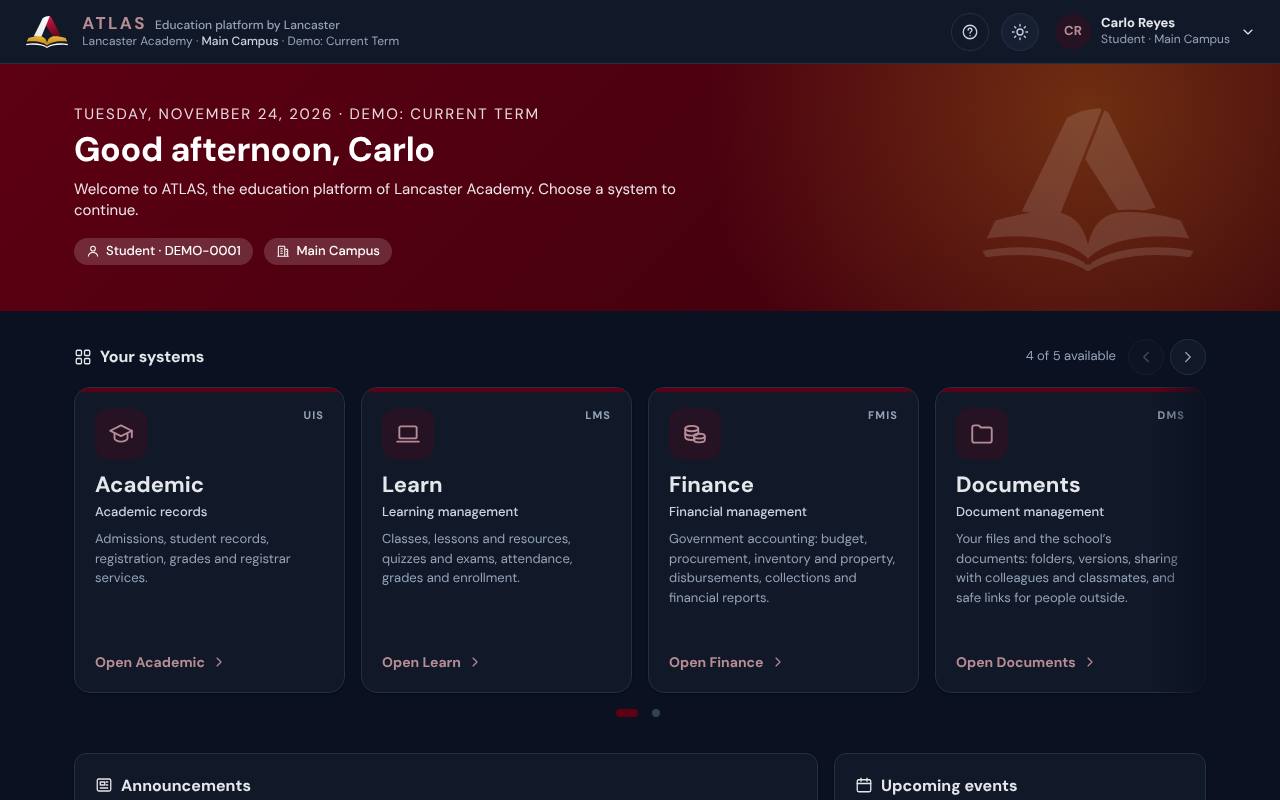 ATLAS Education platform by Lancaster
Lancaster Academy · Main Campus · Demo: Current Term
CR
Carlo Reyes
Student · Main Campus
TUESDAY, NOVEMBER 24, 2026 · DEMO: CURRENT TERM
Good afternoon, Carlo
Welcome to ATLAS, the education platform of Lancaster Academy. Choose a system to
continue.
Student · DEMO-0001
Main Campus
Your systems
4 of 5 available
UIS
Academic
Academic records
Admissions, student records,
registration, grades and registrar
services.
Open Academic
LMS
Learn
Learning management
Classes, lessons and resources,
quizzes and exams, attendance,
grades and enrollment.
Open Learn
FMIS
Finance
Financial management
Government accounting: budget,
procurement, inventory and property,
disbursements, collections and
financial reports.
Open Finance
DMS
Documents
Document management
Your files and the school's
documents: folders, versions, sharing
with colleagues and classmates, and
safe links for people outside.
Open Documents
Announcements
Upcoming events